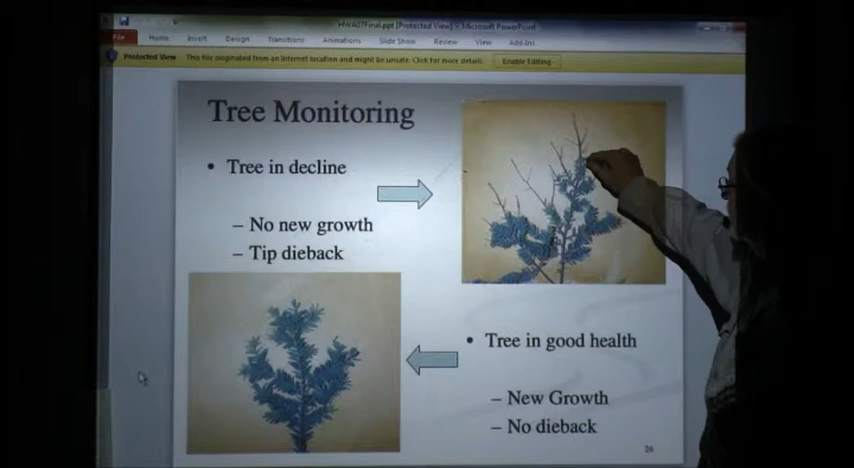 HWA07Final.ppt [Protected View] - Microsoft PowerPoint
File Home Insert Design Transitions Animations Slide Show Review View Add-Ins
Protected View This file originated from an Internet location and might be unsafe. Click for more details. Enable Editing
Tree Monitoring
• Tree in decline
– No new growth
– Tip dieback
• Tree in good health
– New Growth
– No dieback
26